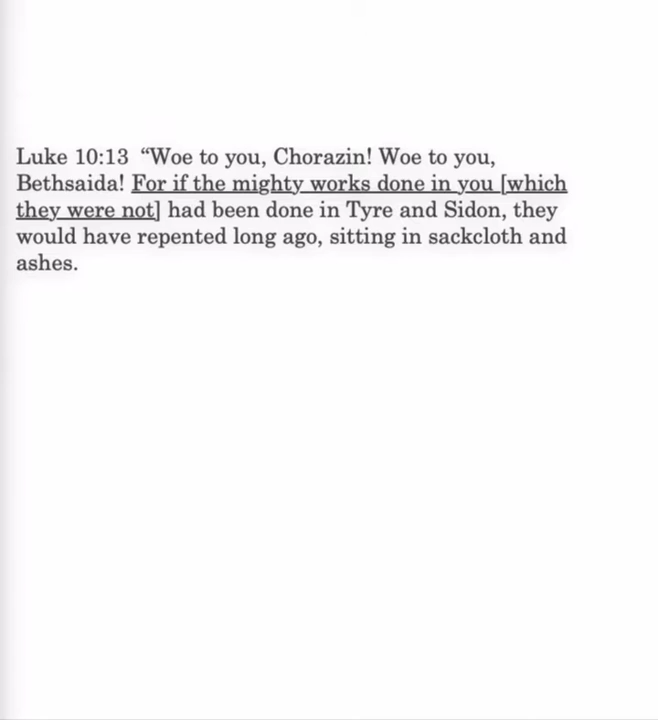 Luke 10:13 “Woe to you, Chorazin! Woe to you,
Bethsaida! For if the mighty works done in you [which
they were not] had been done in Tyre and Sidon, they
would have repented long ago, sitting in sackcloth and
ashes.